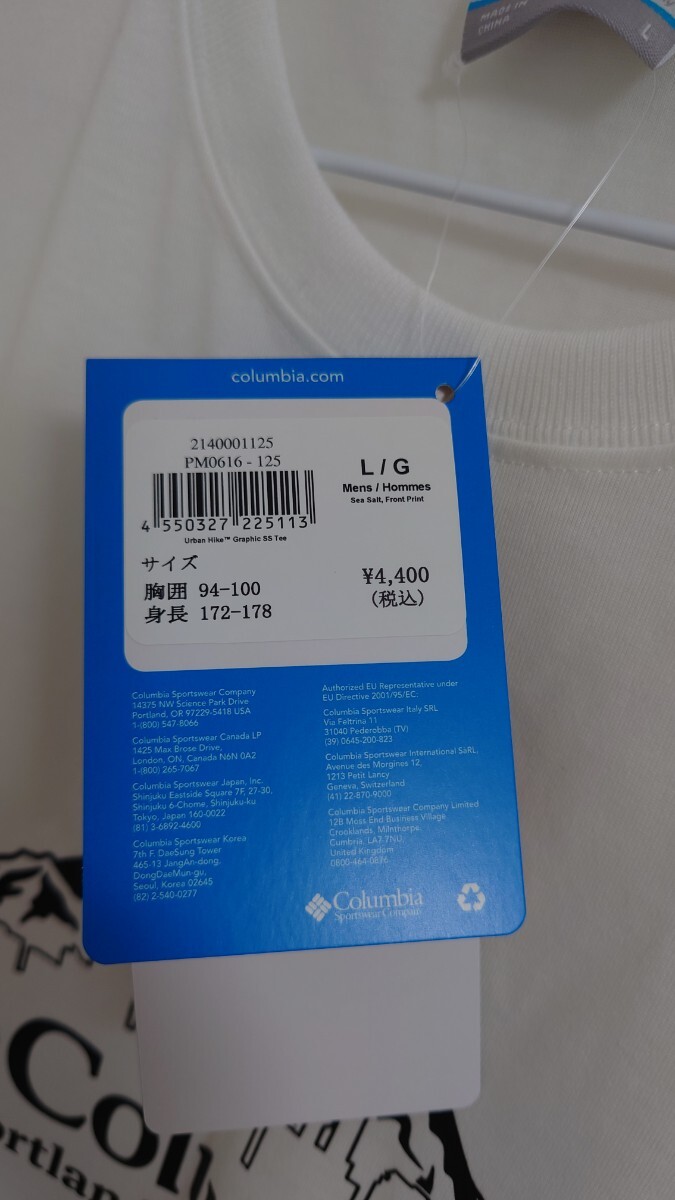 MADE IN
CHINA
L
columbia.com
2140001125
PM0616 - 125
4 550327 225113
Urban Hike™ Graphic SS Tee
L / G
Mens / Hommes
Sea Salt, Front Print
サイズ
胸囲 94-100
身長 172-178
¥4,400
(税込)
Columbia Sportswear Company
14375 NW Science Park Drive
Portland, OR 97229-5418 USA
1-(800) 547-8066
Columbia Sportswear Canada LP
1425 Max Brose Drive,
London, ON, Canada N6N 0A2
1-(800) 265-7067
Columbia Sportswear Japan, Inc.
Shinjuku Eastside Square 7F, 27-30,
Shinjuku 6-Chome, Shinjuku-ku
Tokyo, Japan 160-0022
(81) 3-6892-4600
Columbia Sportswear Korea
7th F. DaeSung Tower
465-13 JangAn-dong,
DongDaeMun-gu,
Seoul, Korea 02645
(82) 2-540-0277
Authorized EU Representative under
EU Directive 2001/95/EC:
Columbia Sportswear Italy SRL
Via Feltrina 11
31040 Pederobba (TV)
(39) 0645-200-823
Columbia Sportswear International SaRL,
Avenue des Morgines 12,
1213 Petit Lancy
Geneva, Switzerland
(41) 22-870-9000
Columbia Sportswear Company Limited
12B Moss End Business Village
Crooklands, Milnthorpe,
Cumbria, LA7 7NU,
United Kingdom
0800-464-0876
Columbia
Sportswear Company
Col
ortlan